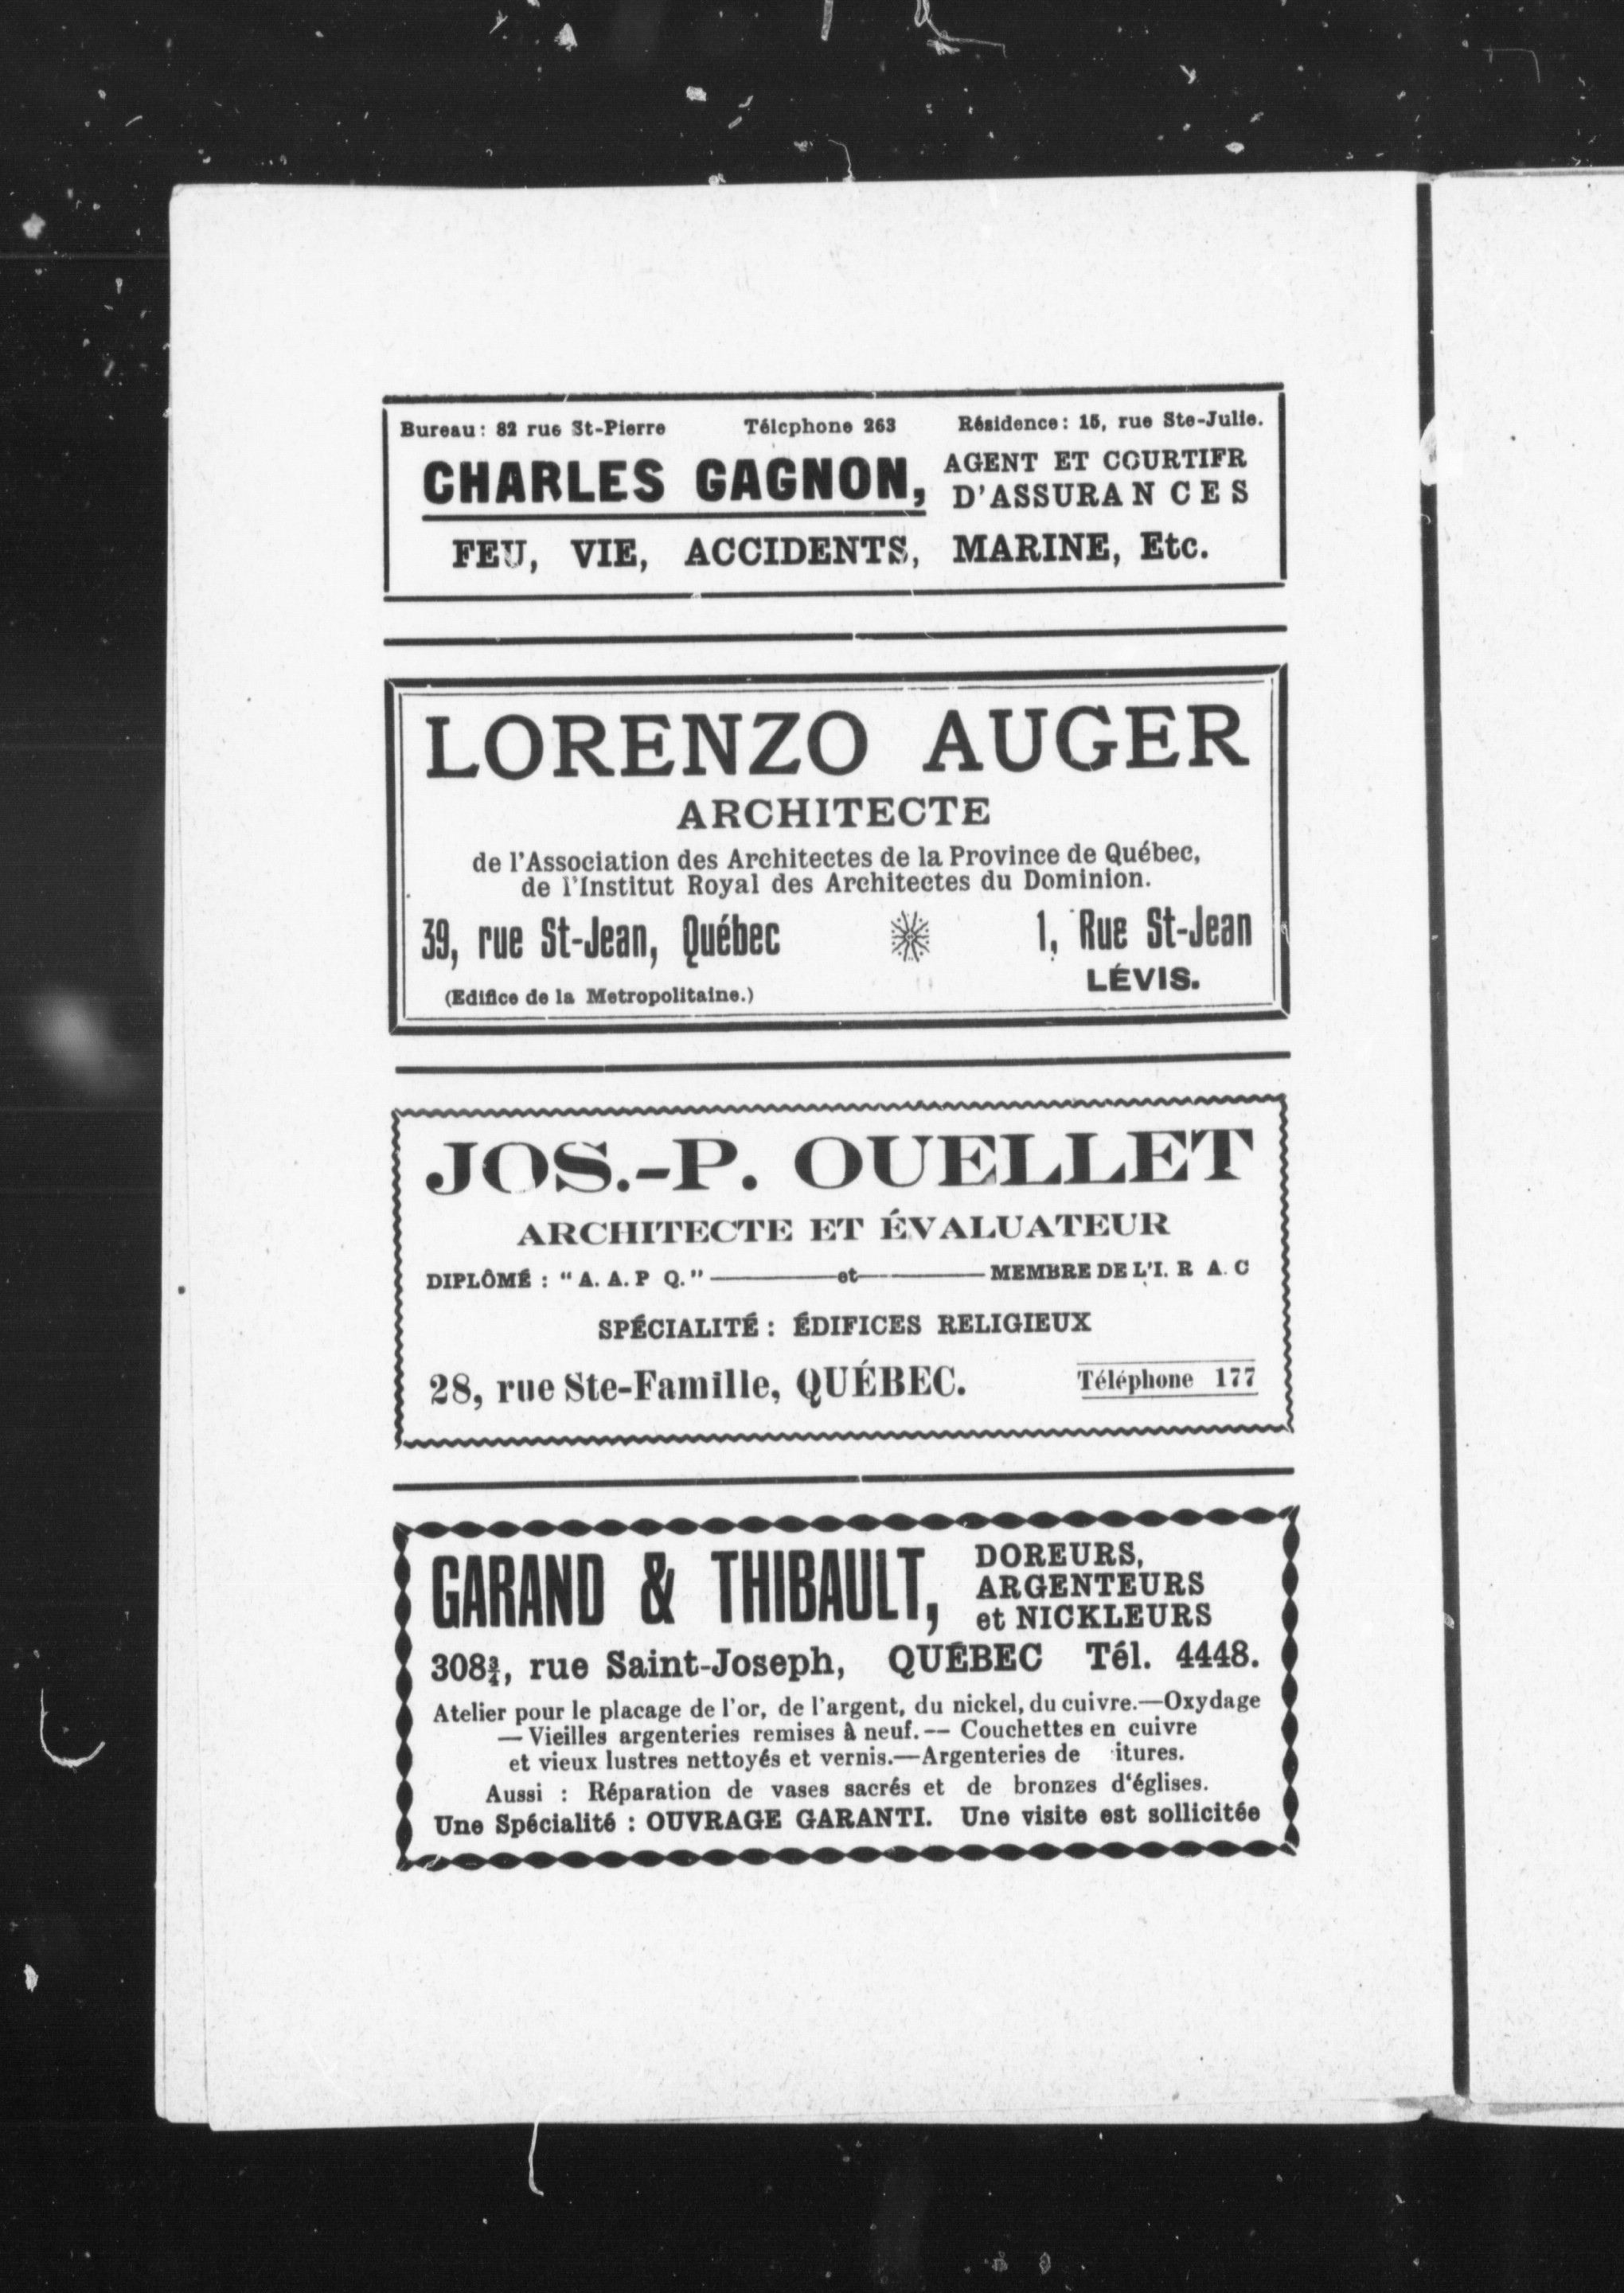 Bureau: 82 rue St-Pierre Télcphone 263 Résidence: 15, rue Ste-Julie.
CHARLES GAGNON, AGENT ET COURTIFR
D'ASSURANCES
FEU, VIE, ACCIDENTS, MARINE, Etc.
LORENZO AUGER
ARCHITECTE
de l'Association des Architectes de la Province de Québec,
de l'Institut Royal des Architectes du Dominion.
39, rue St-Jean, Québec 1, Rue St-Jean
LÉVIS.
(Edifice de la Metropolitaine.)
JOS.-P. OUELLET
ARCHITECTE ET ÉVALUATEUR
DIPLÔMÉ : "A. A. P Q." — et — MEMBRE DE L'I. R A. C
SPÉCIALITÉ : ÉDIFICES RELIGIEUX
28, rue Ste-Famille, QUÉBEC. Téléphone 177
GARAND & THIBAULT, DOREURS,
ARGENTEURS
et NICKLEURS
308¾, rue Saint-Joseph, QUÉBEC Tél. 4448.
Atelier pour le placage de l'or, de l'argent, du nickel, du cuivre.—Oxydage
— Vieilles argenteries remises à neuf. — Couchettes en cuivre
et vieux lustres nettoyés et vernis.—Argenteries de
Aussi : Réparation de vases sacrés et de bronzes d'églises.
Une Spécialité : OUVRAGE GARANTI. Une visite est sollicitée